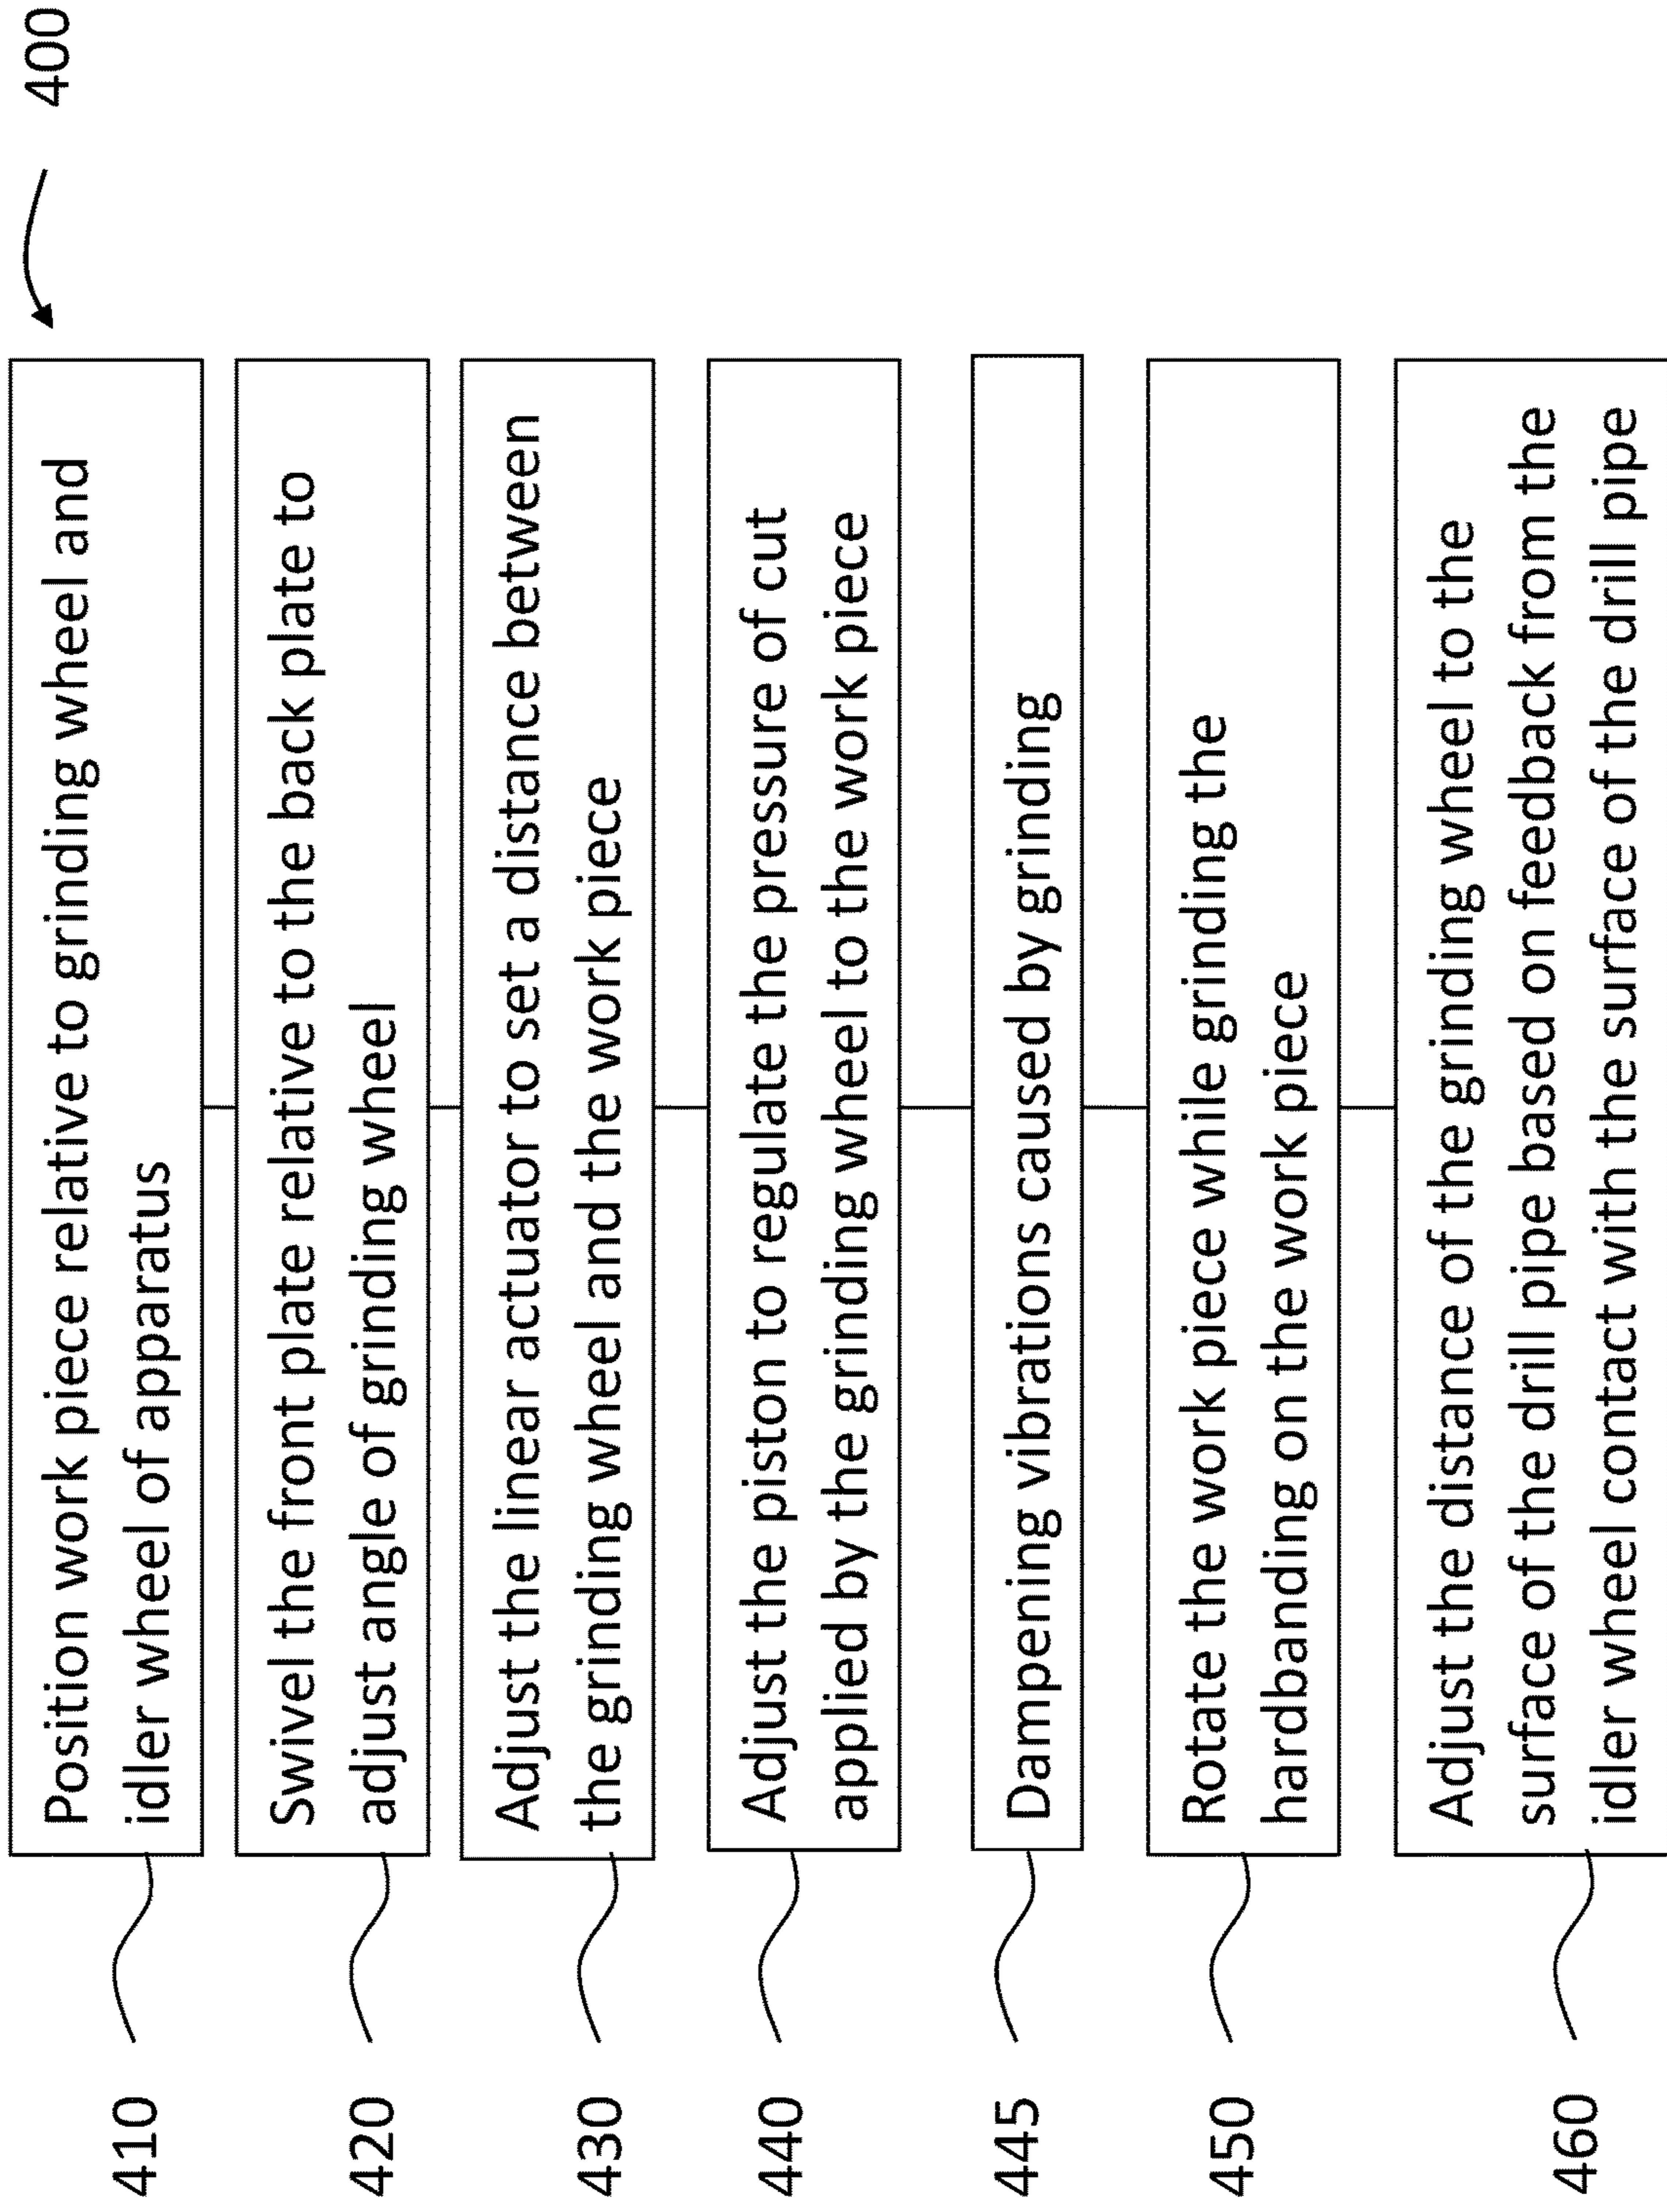 400
410
Position work piece relative to grinding wheel and
idler wheel of apparatus
420
Swivel the front plate relative to the back plate to
adjust angle of grinding wheel
430
Adjust the linear actuator to set a distance between
the grinding wheel and the work piece
440
Adjust the piston to regulate the pressure of cut
applied by the grinding wheel to the work piece
445
Dampening vibrations caused by grinding
450
Rotate the work piece while grinding the
hardbanding on the work piece
460
Adjust the distance of the grinding wheel to the
surface of the drill pipe based on feedback from the
idler wheel contact with the surface of the drill pipe